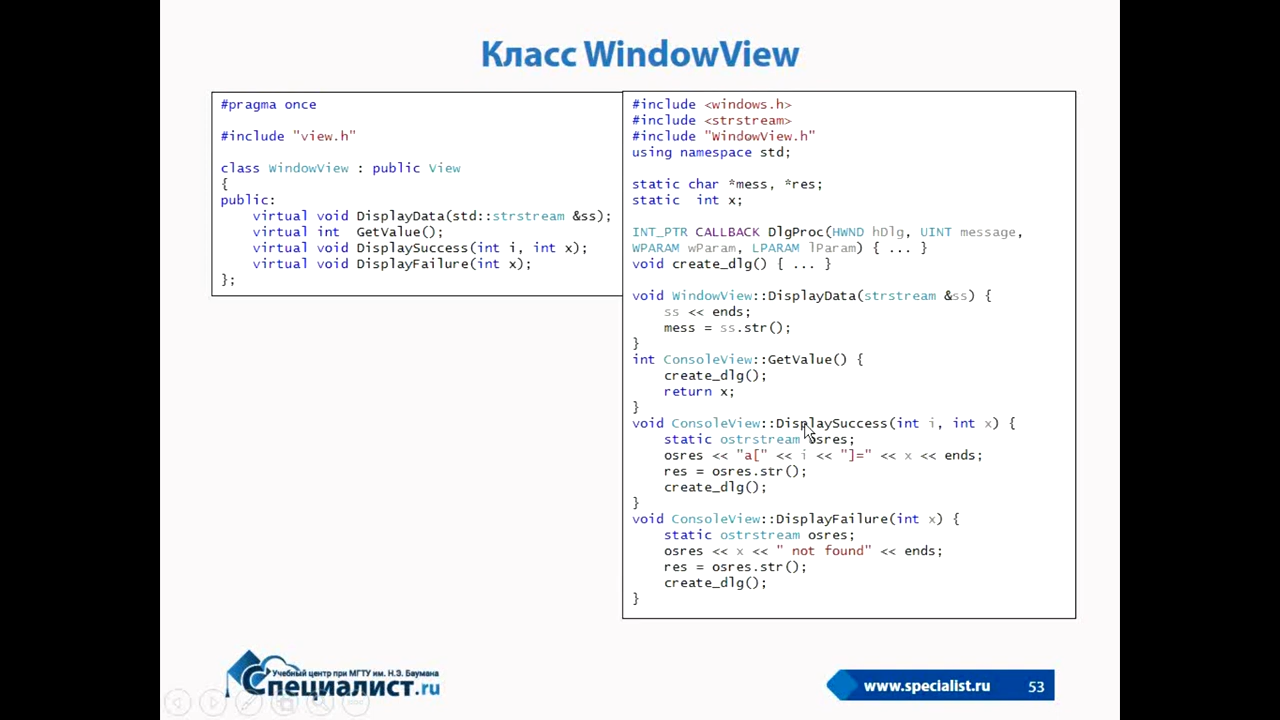 Класс WindowView
#pragma once
#include "view.h"
class WindowView : public View
{
public:
    virtual void DisplayData(std::strstream &ss);
    virtual int  GetValue();
    virtual void DisplaySuccess(int i, int x);
    virtual void DisplayFailure(int x);
};
#include <windows.h>
#include <strstream>
#include "WindowView.h"
using namespace std;
static char *mess, *res;
static  int x;
INT_PTR CALLBACK DlgProc(HWND hDlg, UINT message,
WPARAM wParam, LPARAM lParam) { ... }
void create_dlg() { ... }
void WindowView::DisplayData(strstream &ss) {
    ss << ends;
    mess = ss.str();
}
int ConsoleView::GetValue() {
    create_dlg();
    return x;
}
void ConsoleView::DisplaySuccess(int i, int x) {
    static ostrstream osres;
    osres << "a[" << i << "]=" << x << ends;
    res = osres.str();
    create_dlg();
}
void ConsoleView::DisplayFailure(int x) {
    static ostrstream osres;
    osres << x << " not found" << ends;
    res = osres.str();
    create_dlg();
}
Учебный центр при МГТУ им. Н.Э. Баумана
Специалист.ru
www.specialist.ru
53